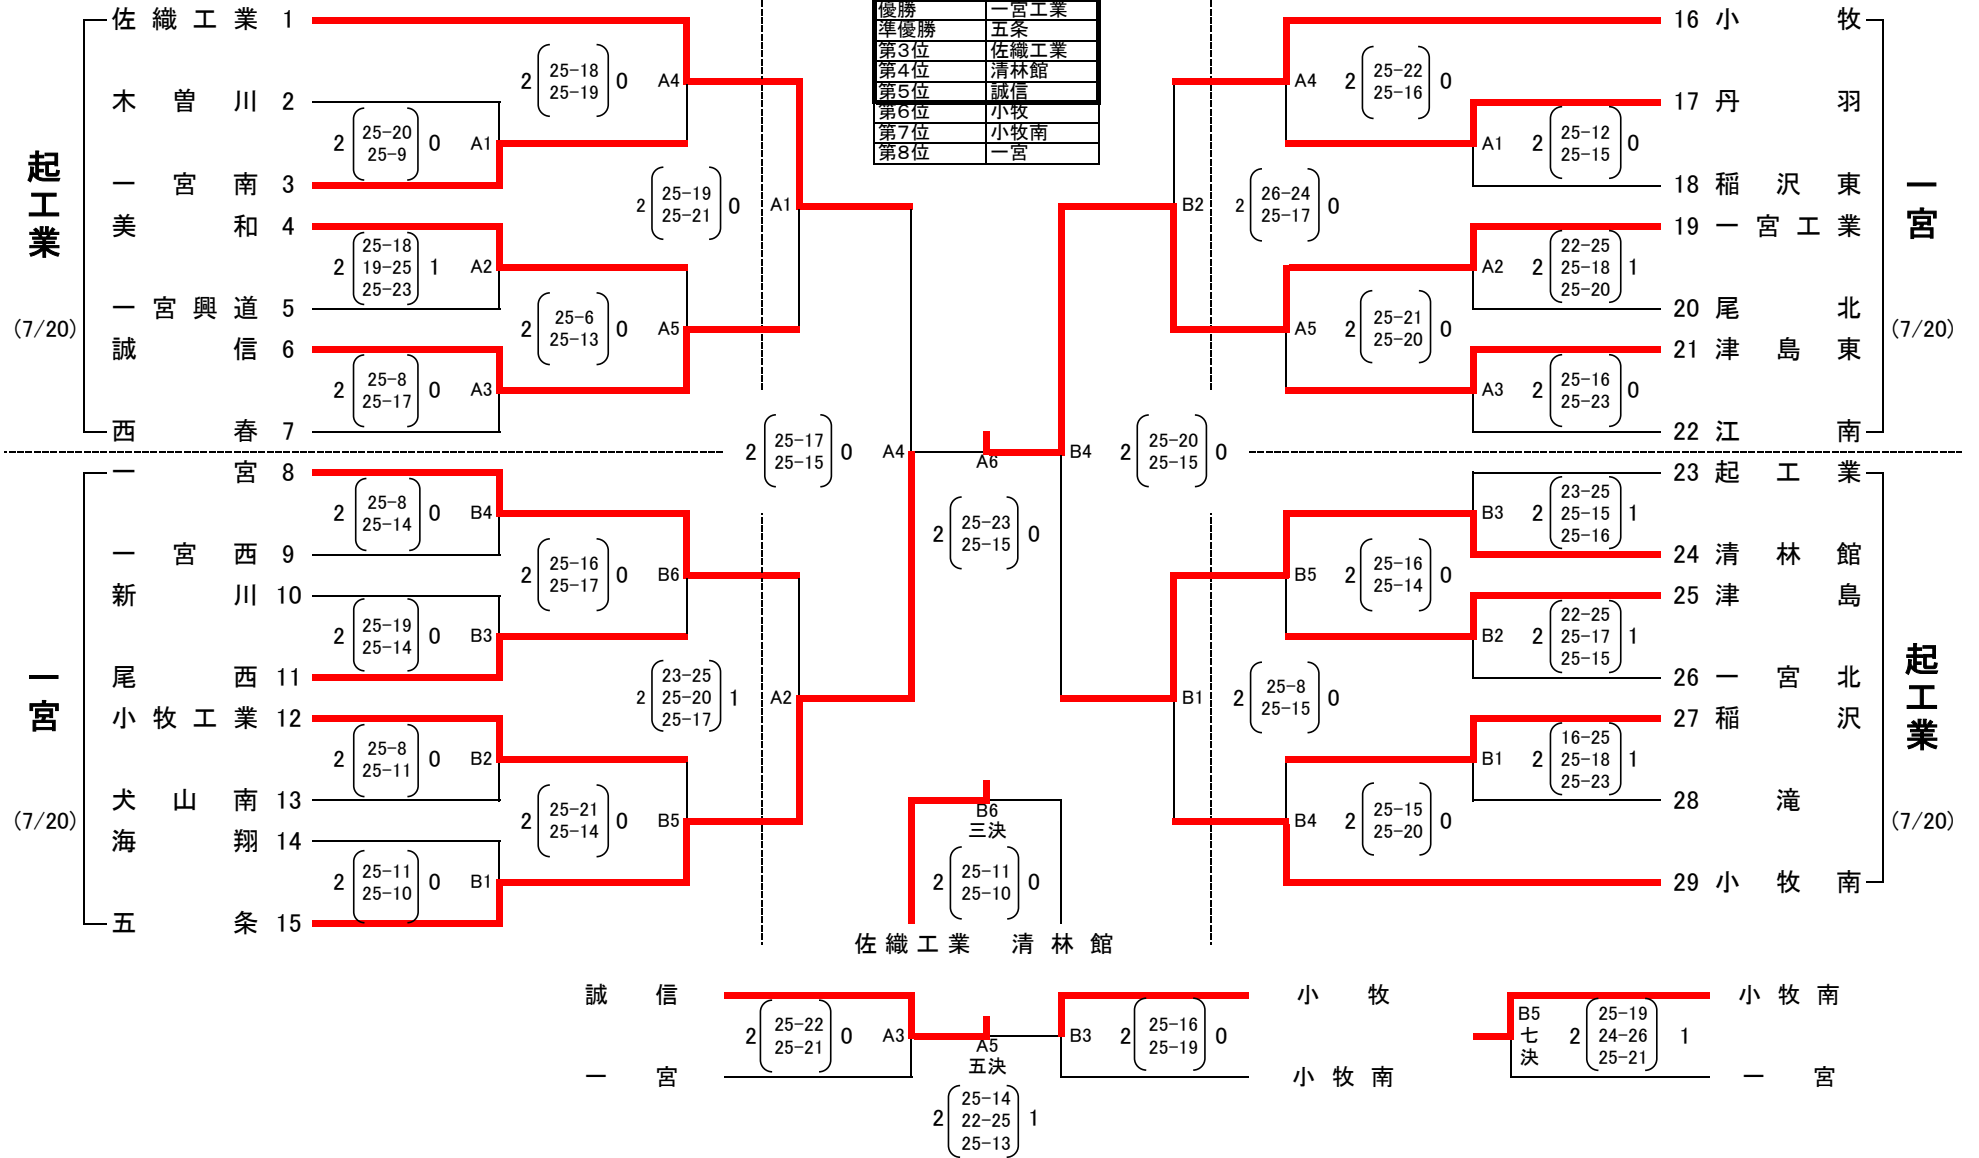 優勝 一宮工業
準優勝 五条
第3位 佐織工業
第4位 清林館
第5位 誠信
第6位 小牧
第7位 小牧南
第8位 一宮
起工業
(7/20)
佐織工業 1
木曽川 2
一宮南 3
美和 4
一宮興道 5
誠信 6
西春 7
2 25-20 0 A1
25-9
2 25-18 1 A2
19-25
25-23
2 25-8 0 A3
25-17
2 25-18 0 A4
25-19
2 25-6 0 A5
25-13
2 25-19 0 A1
25-21
一宮
(7/20)
一宮 8
一宮西 9
新川 10
尾西 11
小牧工業 12
犬山南 13
海翔 14
五条 15
2 25-8 0 B4
25-14
2 25-19 0 B3
25-14
2 25-8 0 B2
25-11
2 25-11 0 B1
25-10
2 25-16 0 B6
25-17
2 25-21 0 B5
25-14
2 23-25 1 A2
25-20
25-17
2 25-17 0 A4
25-15
A6
2 25-23 0
25-15
B4 2 25-20 0
25-15
16 小牧
17 丹羽
18 稲沢東
19 一宮工業
20 尾北
21 津島東
22 江南
一宮
(7/20)
A4 2 25-22 0
25-16
A1 2 25-12 0
25-15
B2 2 26-24 0
25-17
A2 2 22-25 1
25-18
25-20
A5 2 25-21 0
25-20
A3 2 25-16 0
25-23
23 起工業
24 清林館
25 津島
26 一宮北
27 稲沢
28 滝
29 小牧南
起工業
(7/20)
B3 2 23-25 1
25-15
25-16
B5 2 25-16 0
25-14
B2 2 22-25 1
25-17
25-15
B1 2 25-8 0
25-15
B1 2 16-25 1
25-18
25-23
B4 2 25-15 0
25-20
B6
三決
2 25-11 0
25-10
佐織工業 清林館
誠信
一宮
2 25-22 0 A3
25-21
A5
五決
2 25-14 1
22-25
25-13
B3 2 25-16 0
25-19
小牧
小牧南
B5
七決
2 25-19 1
24-26
25-21
小牧南
一宮